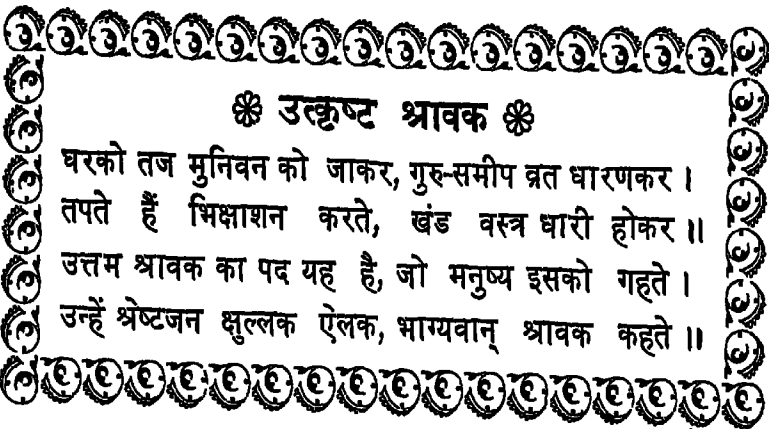 उत्कृष्ट श्रावक
घरको तज मुनिवन को जाकर, गुरु-समीप व्रत धारणकर ।
तपते हैं भिक्षाशन करते, खंड वस्त्र धारी होकर ॥
उत्तम श्रावक का पद यह है, जो मनुष्य इसको गहते ।
उन्हें श्रेष्टजन क्षुल्लक ऐलक, भाग्यवान् श्रावक कहते ॥